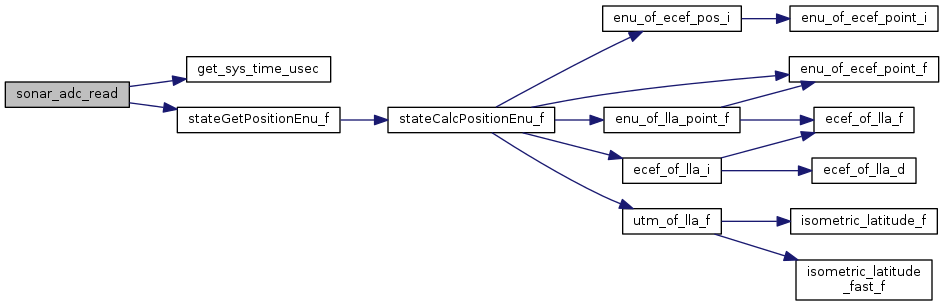 sonar_adc_read
get_sys_time_usec
stateGetPositionEnu_f
stateCalcPositionEnu_f
enu_of_ecef_pos_i
enu_of_ecef_point_i
enu_of_ecef_point_f
enu_of_lla_point_f
ecef_of_lla_f
ecef_of_lla_i
ecef_of_lla_d
utm_of_lla_f
isometric_latitude_f
isometric_latitude
_fast_f